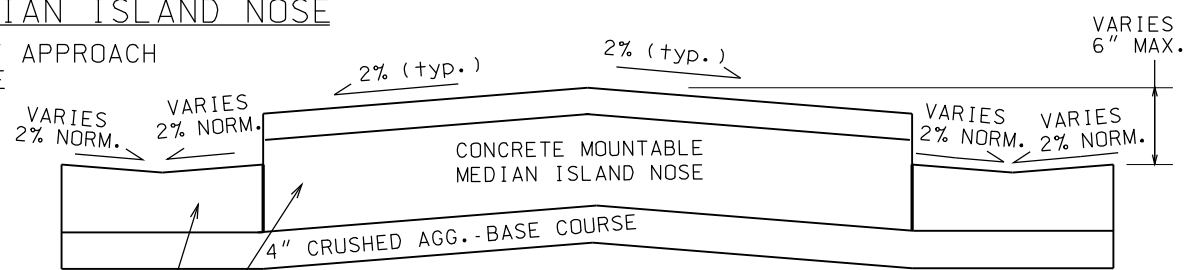 IAN ISLAND NOSE
APPROACH
VARIES
6" MAX.
2% (typ.)
2% (typ.)
VARIES
2% NORM.
VARIES
2% NORM.
VARIES
2% NORM.
VARIES
2% NORM.
CONCRETE MOUNTABLE
MEDIAN ISLAND NOSE
4" CRUSHED AGG.-BASE COURSE